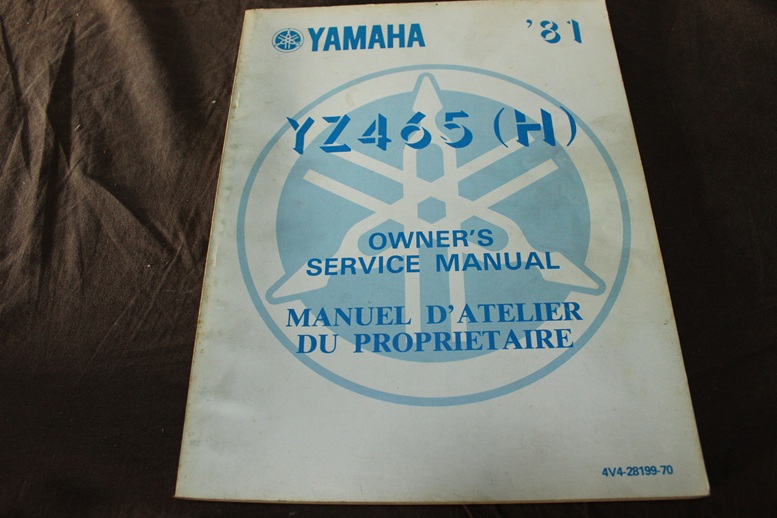 YAMAHA '81
YZ465 (H)
OWNER'S
SERVICE MANUAL
MANUEL D'ATELIER
DU PROPRIETAIRE
4V4-28199-70